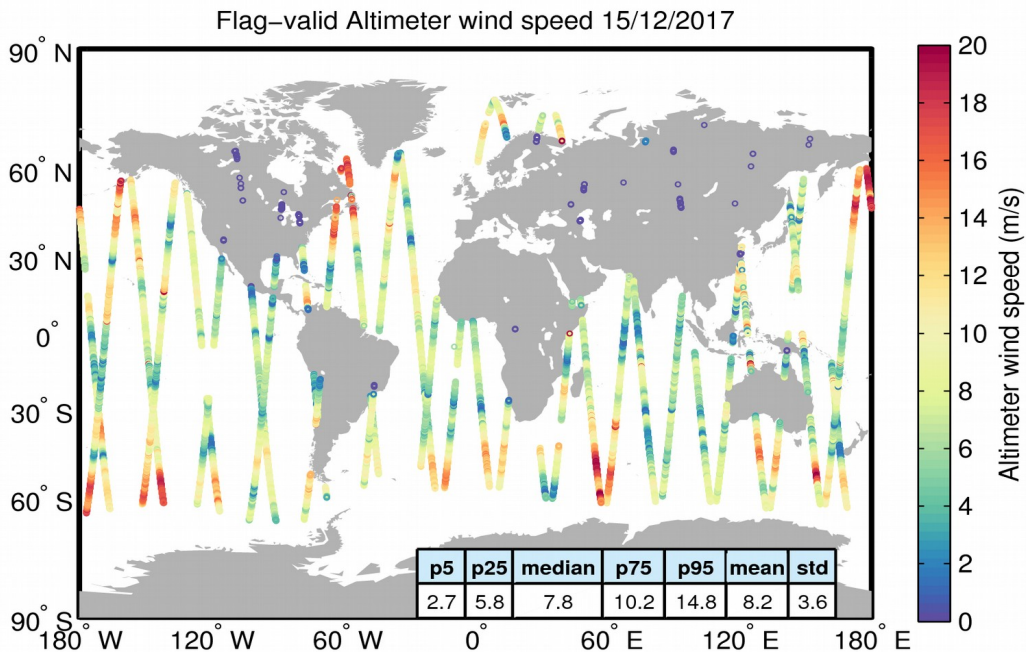 Flag−valid Altimeter wind speed 15/12/2017
90° N
60° N
30° N
0°
30° S
60° S
90° S
180° W
120° W
60° W
0°
60° E
120° E
180° E
p5 p25 median p75 p95 mean std
2.7 5.8 7.8 10.2 14.8 8.2 3.6
20
18
16
14
12
10
8
6
4
2
0
Altimeter wind speed (m/s)